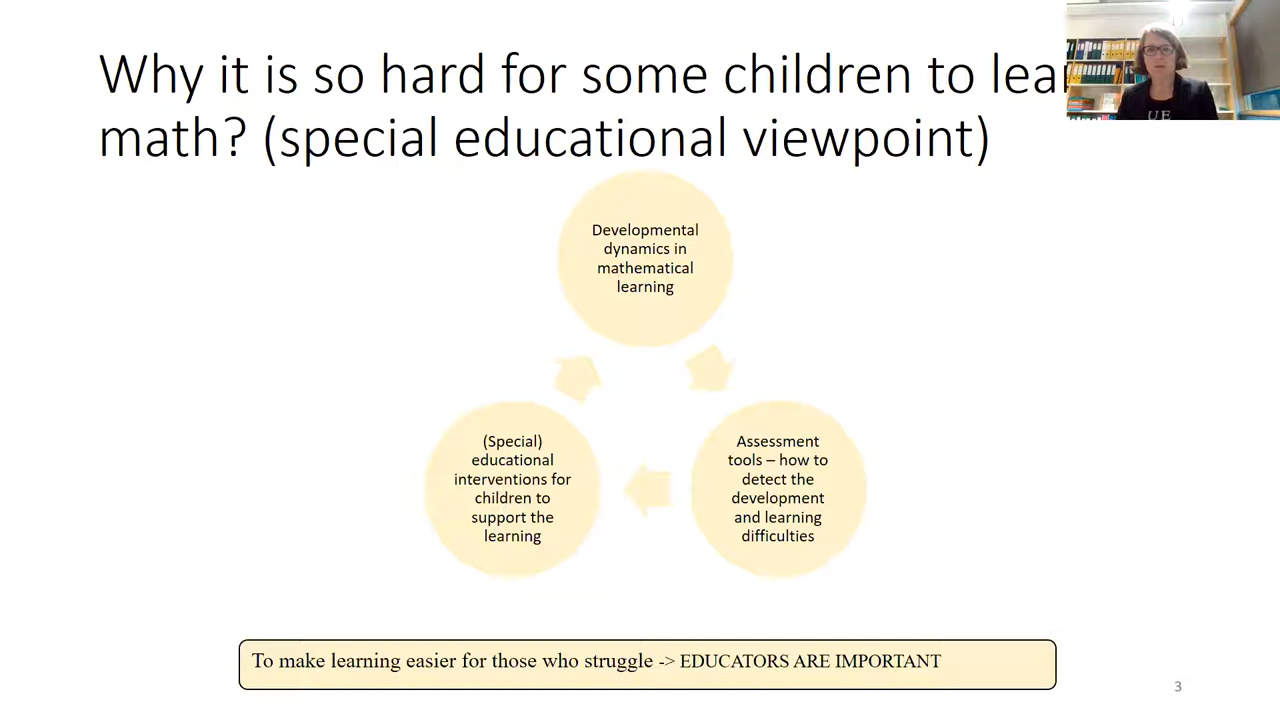 Why it is so hard for some children to
math? (special educational viewpoint)
Developmental
dynamics in
mathematical
learning
(Special)
educational
interventions for
children to
support the
learning
Assessment
tools – how to
detect the
development
and learning
difficulties
To make learning easier for those who struggle -> EDUCATORS ARE IMPORTANT
3
UE